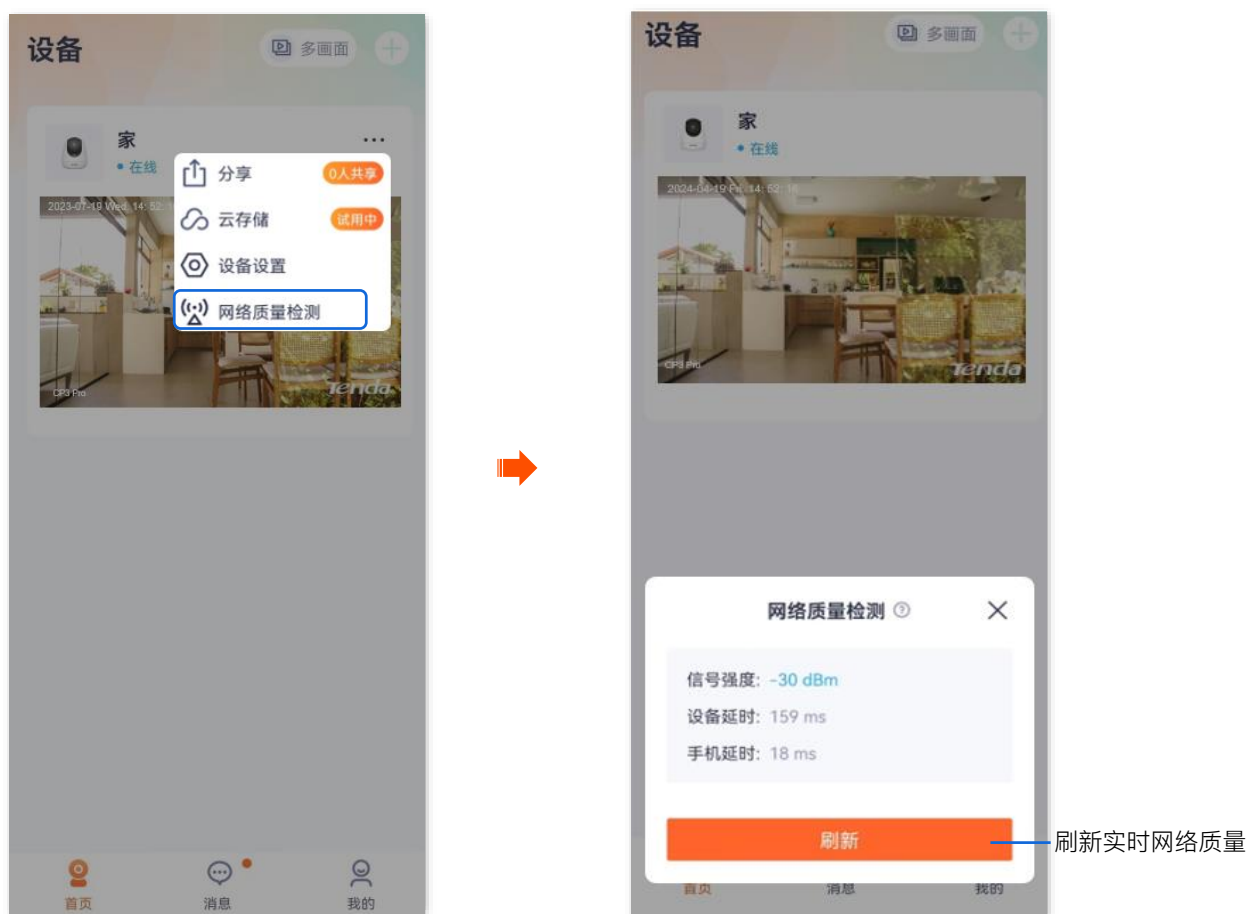 设备
多画面
家
在线
分享
0人共享
云存储
试用中
设备设置
网络质量检测
2023-07-19 Wed. 14: 52:
CP3 Pro
Tenda
首页
消息
我的
设备
多画面
家
在线
2024-04-19 Fri. 14: 52: 16
CP3 Pro
Tenda
网络质量检测
信号强度: -30 dBm
设备延时: 159 ms
手机延时: 18 ms
刷新
刷新实时网络质量
首页
消息
我的